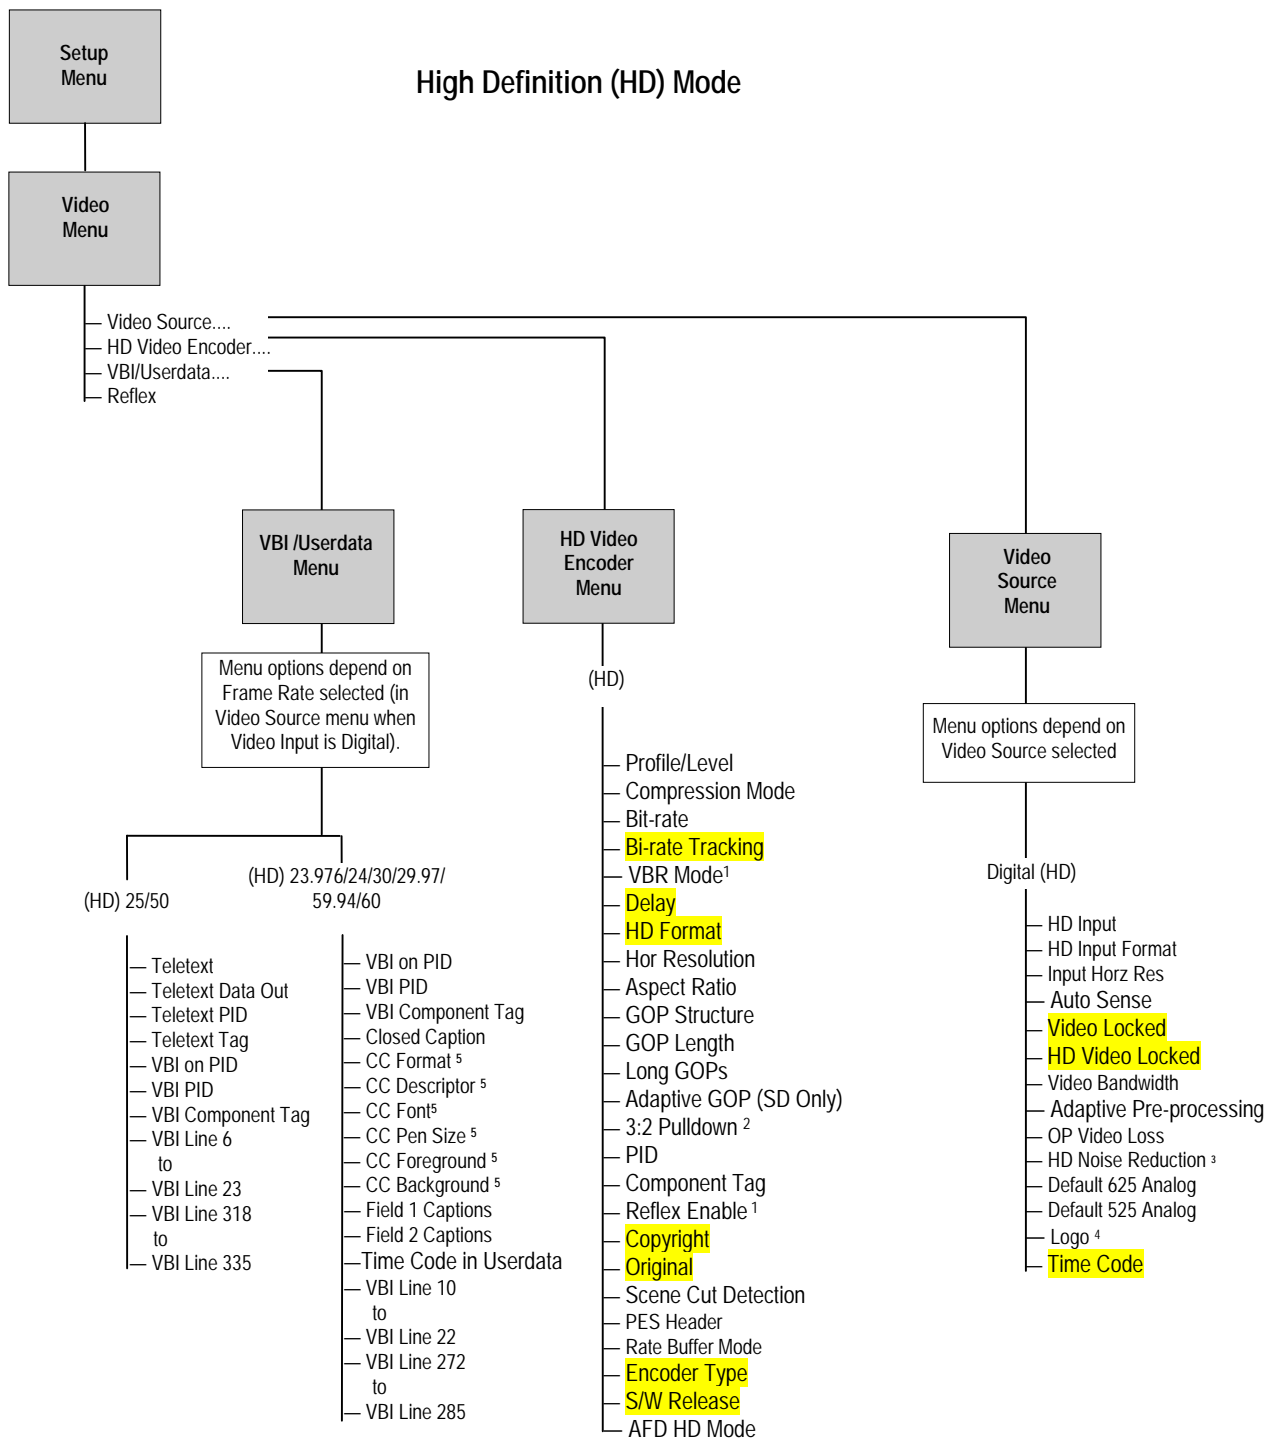 Setup
Menu
High Definition (HD) Mode
Video
Menu
Video Source....
HD Video Encoder....
VBI/Userdata....
Reflex
VBI /Userdata
Menu
Menu options depend on
Frame Rate selected (in
Video Source menu when
Video Input is Digital).
(HD) 25/50
Teletext
Teletext Data Out
Teletext PID
Teletext Tag
VBI on PID
VBI PID
VBI Component Tag
VBI Line 6
to
VBI Line 23
VBI Line 318
to
VBI Line 335
(HD) 23.976/24/30/29.97/
59.94/60
VBI on PID
VBI PID
VBI Component Tag
Closed Caption
CC Format 5
CC Descriptor 5
CC Font5
CC Pen Size 5
CC Foreground 5
CC Background 5
Field 1 Captions
Field 2 Captions
Time Code in Userdata
VBI Line 10
to
VBI Line 22
VBI Line 272
to
VBI Line 285
HD Video
Encoder
Menu
(HD)
Profile/Level
Compression Mode
Bit-rate
Bi-rate Tracking
VBR Mode1
Delay
HD Format
Hor Resolution
Aspect Ratio
GOP Structure
GOP Length
Long GOPs
Adaptive GOP (SD Only)
3:2 Pulldown 2
PID
Component Tag
Reflex Enable 1
Copyright
Original
Scene Cut Detection
PES Header
Rate Buffer Mode
Encoder Type
S/W Release
AFD HD Mode
Video
Source
Menu
Menu options depend on
Video Source selected
Digital (HD)
HD Input
HD Input Format
Input Horz Res
Auto Sense
Video Locked
HD Video Locked
Video Bandwidth
Adaptive Pre-processing
OP Video Loss
HD Noise Reduction 3
Default 625 Analog
Default 525 Analog
Logo 4
Time Code